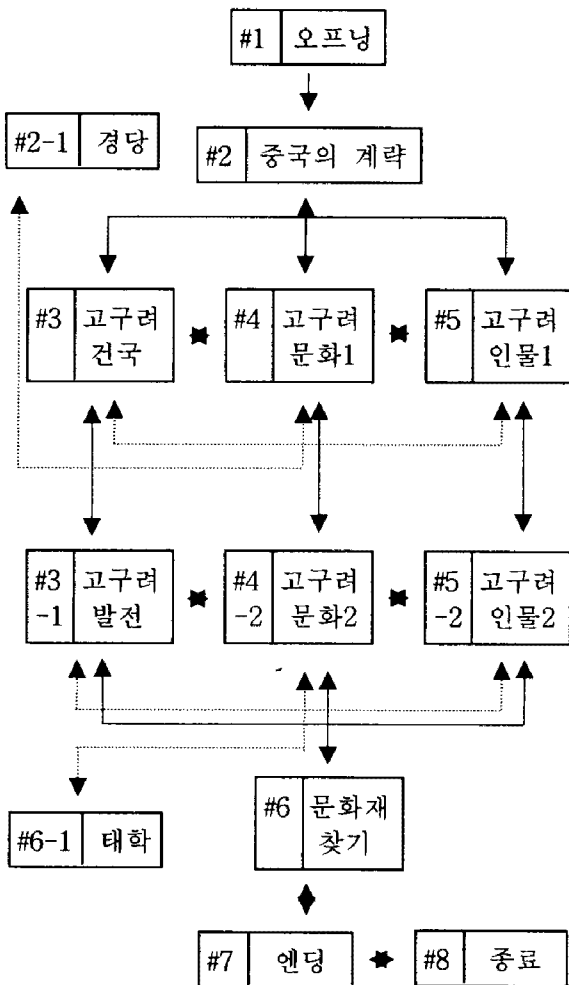 #1 오프닝
#2-1 경당
#2 중국의 계략
#3 고구려
건국
#4 고구려
문화1
#5 고구려
인물1
#3 고구려
-1 발전
#4 고구려
-2 문화2
#5 고구려
-2 인물2
#6-1 태학
#6 문화재
찾기
#7 엔딩
#8 종료